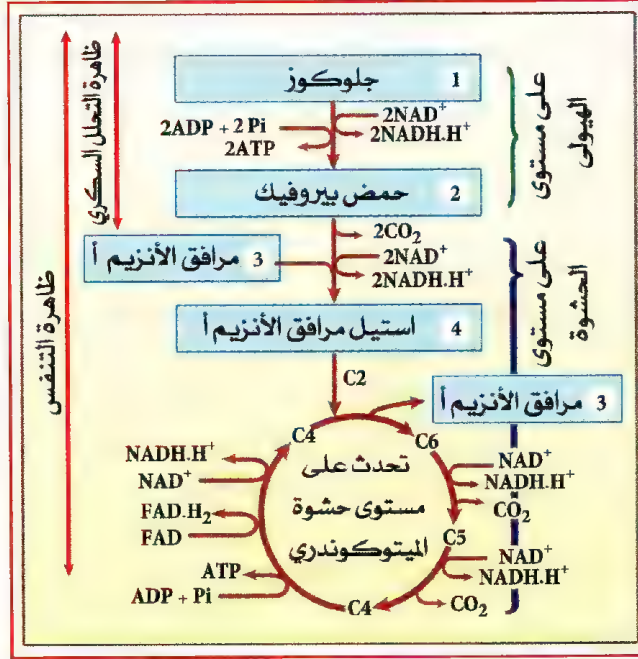 1 جلوكوز
2NAD⁺
2NADH.H⁺
2ADP + 2 Pi
2ATP
2 حمض بيروفيك
2CO₂
2NAD⁺
2NADH.H⁺
3 مرافق الأنزيم أ
4 استيل مرافق الأنزيم أ
C2
3 مرافق الأنزيم أ
C4
C6
NADH.H⁺
NAD⁺
FAD.H₂
FAD
ATP
ADP + Pi
تحدث على
مستوى حشوة
الميتوكوندري
NAD⁺
NADH.H⁺
CO₂
C5
NAD⁺
NADH.H⁺
CO₂
C4
على مستوى
الهيولى
على مستوى
الحشوة
ظاهرة التحلل السكري
ظاهرة التنفس